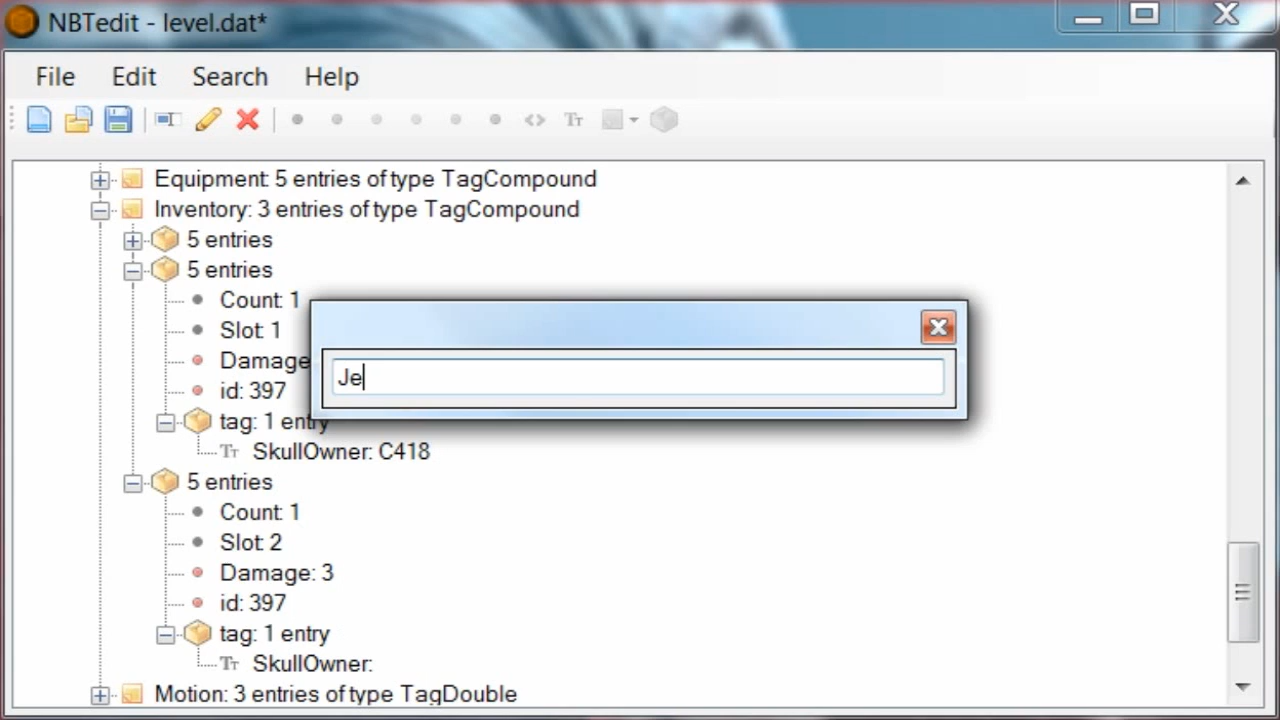 NBTedit - level.dat*
File Edit Search Help
Equipment: 5 entries of type TagCompound
Inventory: 3 entries of type TagCompound
5 entries
5 entries
Count: 1
Slot: 1
Damage
Je
id: 397
tag: 1 entry
SkullOwner: C418
5 entries
Count: 1
Slot: 2
Damage: 3
id: 397
tag: 1 entry
SkullOwner:
Motion: 3 entries of type TagDouble